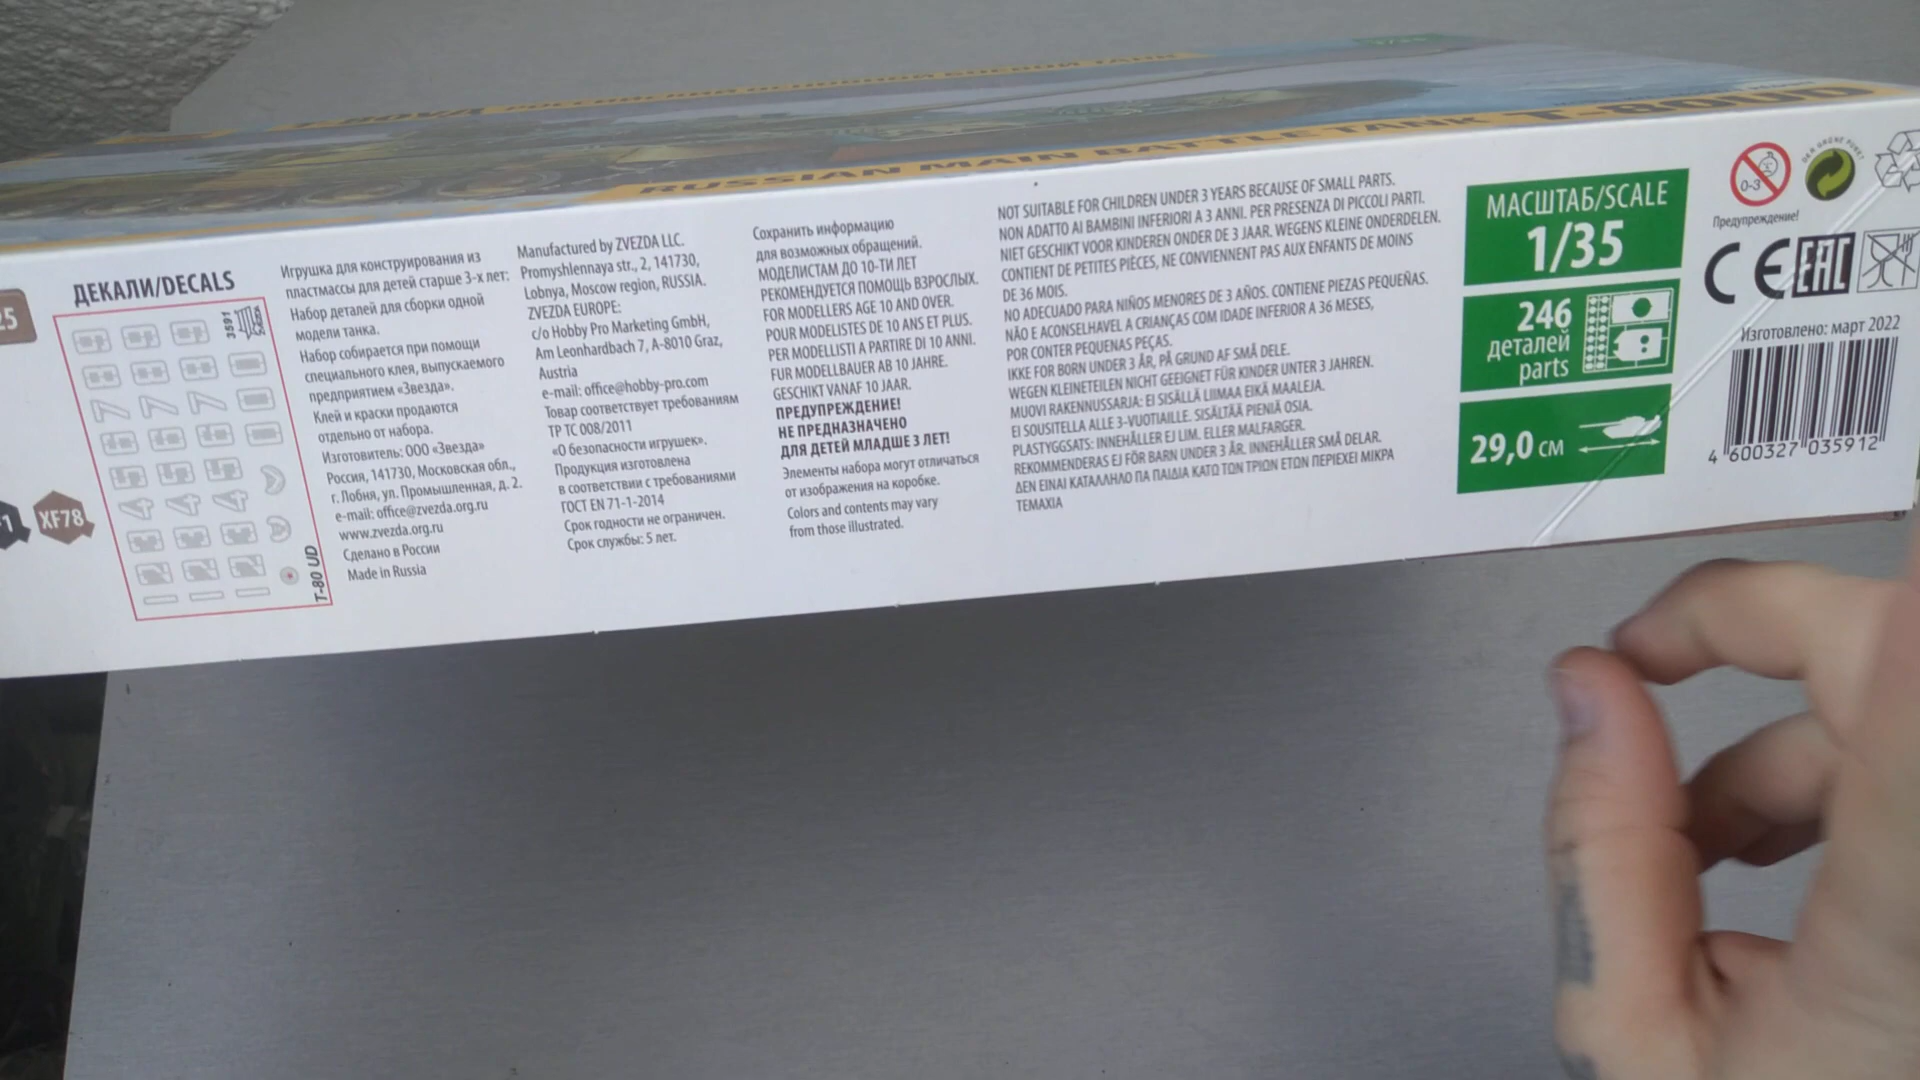 RUSSIAN MAIN BATTLE TANK T-80UD
25
XF78
ДЕКАЛИ/DECALS
3591
T-80 UD
Игрушка для конструирования из
пластмассы для детей старше 3-х лет:
Набор деталей для сборки одной
модели танка.
Набор собирается при помощи
специального клея, выпускаемого
предприятием «Звезда».
Клей и краски продаются
отдельно от набора.
Изготовитель: ООО «Звезда»
Россия, 141730, Московская обл.,
г. Лобня, ул. Промышленная, д. 2.
e-mail: office@zvezda.org.ru
www.zvezda.org.ru
Сделано в России
Made in Russia
Manufactured by ZVEZDA LLC.
Promyshlennaya str., 2, 141730,
Lobnya, Moscow region, RUSSIA.
ZVEZDA EUROPE:
c/o Hobby Pro Marketing GmbH,
Am Leonhardbach 7, A-8010 Graz,
Austria
e-mail: office@hobby-pro.com
Товар соответствует требованиям
ТР ТС 008/2011
«О безопасности игрушек».
Продукция изготовлена
в соответствии с требованиями
ГОСТ EN 71-1-2014
Срок годности не ограничен.
Срок службы: 5 лет.
Сохранить информацию
для возможных обращений.
МОДЕЛИСТАМ ДО 10-ТИ ЛЕТ
РЕКОМЕНДУЕТСЯ ПОМОЩЬ ВЗРОСЛЫХ.
FOR MODELLERS AGE 10 AND OVER.
POUR MODELISTES DE 10 ANS ET PLUS.
PER MODELLISTI A PARTIRE DI 10 ANNI.
FUR MODELLBAUER AB 10 JAHRE.
GESCHIKT VANAF 10 JAAR.
ПРЕДУПРЕЖДЕНИЕ!
НЕ ПРЕДНАЗНАЧЕНО
ДЛЯ ДЕТЕЙ МЛАДШЕ 3 ЛЕТ!
Элементы набора могут отличаться
от изображения на коробке.
Colors and contents may vary
from those illustrated.
NOT SUITABLE FOR CHILDREN UNDER 3 YEARS BECAUSE OF SMALL PARTS.
NON ADATTO AI BAMBINI INFERIORI A 3 ANNI. PER PRESENZA DI PICCOLI PARTI.
NIET GESCHIKT VOOR KINDEREN ONDER DE 3 JAAR. WEGENS KLEINE ONDERDELEN.
CONTIENT DE PETITES PIÈCES, NE CONVIENNENT PAS AUX ENFANTS DE MOINS
DE 36 MOIS.
NO ADECUADO PARA NIÑOS MENORES DE 3 AÑOS. CONTIENE PIEZAS PEQUEÑAS.
NÃO E ACONSELHAVEL A CRIANÇAS COM IDADE INFERIOR A 36 MESES,
POR CONTER PEQUENAS PEÇAS.
IKKE FOR BORN UNDER 3 ÅR, PÅ GRUND AF SMÅ DELE.
WEGEN KLEINETEILEN NICHT GEEIGNET FÜR KINDER UNTER 3 JAHREN.
MUOVI RAKENNUSSARJA: EI SISÄLLÄ LIIMAA EIKÄ MAALEJA.
EI SOUSITELLA ALLE 3-VUOTIAILLE. SISÄLTÄÄ PIENIÄ OSIA.
PLASTYGGSATS: INNEHÅLLER EJ LIM. ELLER MALFARGER.
REKOMMENDERAS EJ FÖR BARN UNDER 3 ÅR. INNEHÅLLER SMÅ DELAR.
ΔΕΝ ΕΙΝΑΙ ΚΑΤΑΛΛΗΛΟ ΠΑ ΠΑΙΔΙΑ ΚΑΤΩ ΤΩΝ ΤΡΙΩΝ ΕΤΩΝ ΠΕΡΙΕΧΕΙ ΜΙΚΡΑ
ΤΕΜΑΧΙΑ
МАСШТАБ/SCALE
1/35
246
деталей
parts
29,0 см
0-3
DER GRÜNE PUNKT
Предупреждение!
CE EAC
Изготовлено: март 2022
4 600327 035912